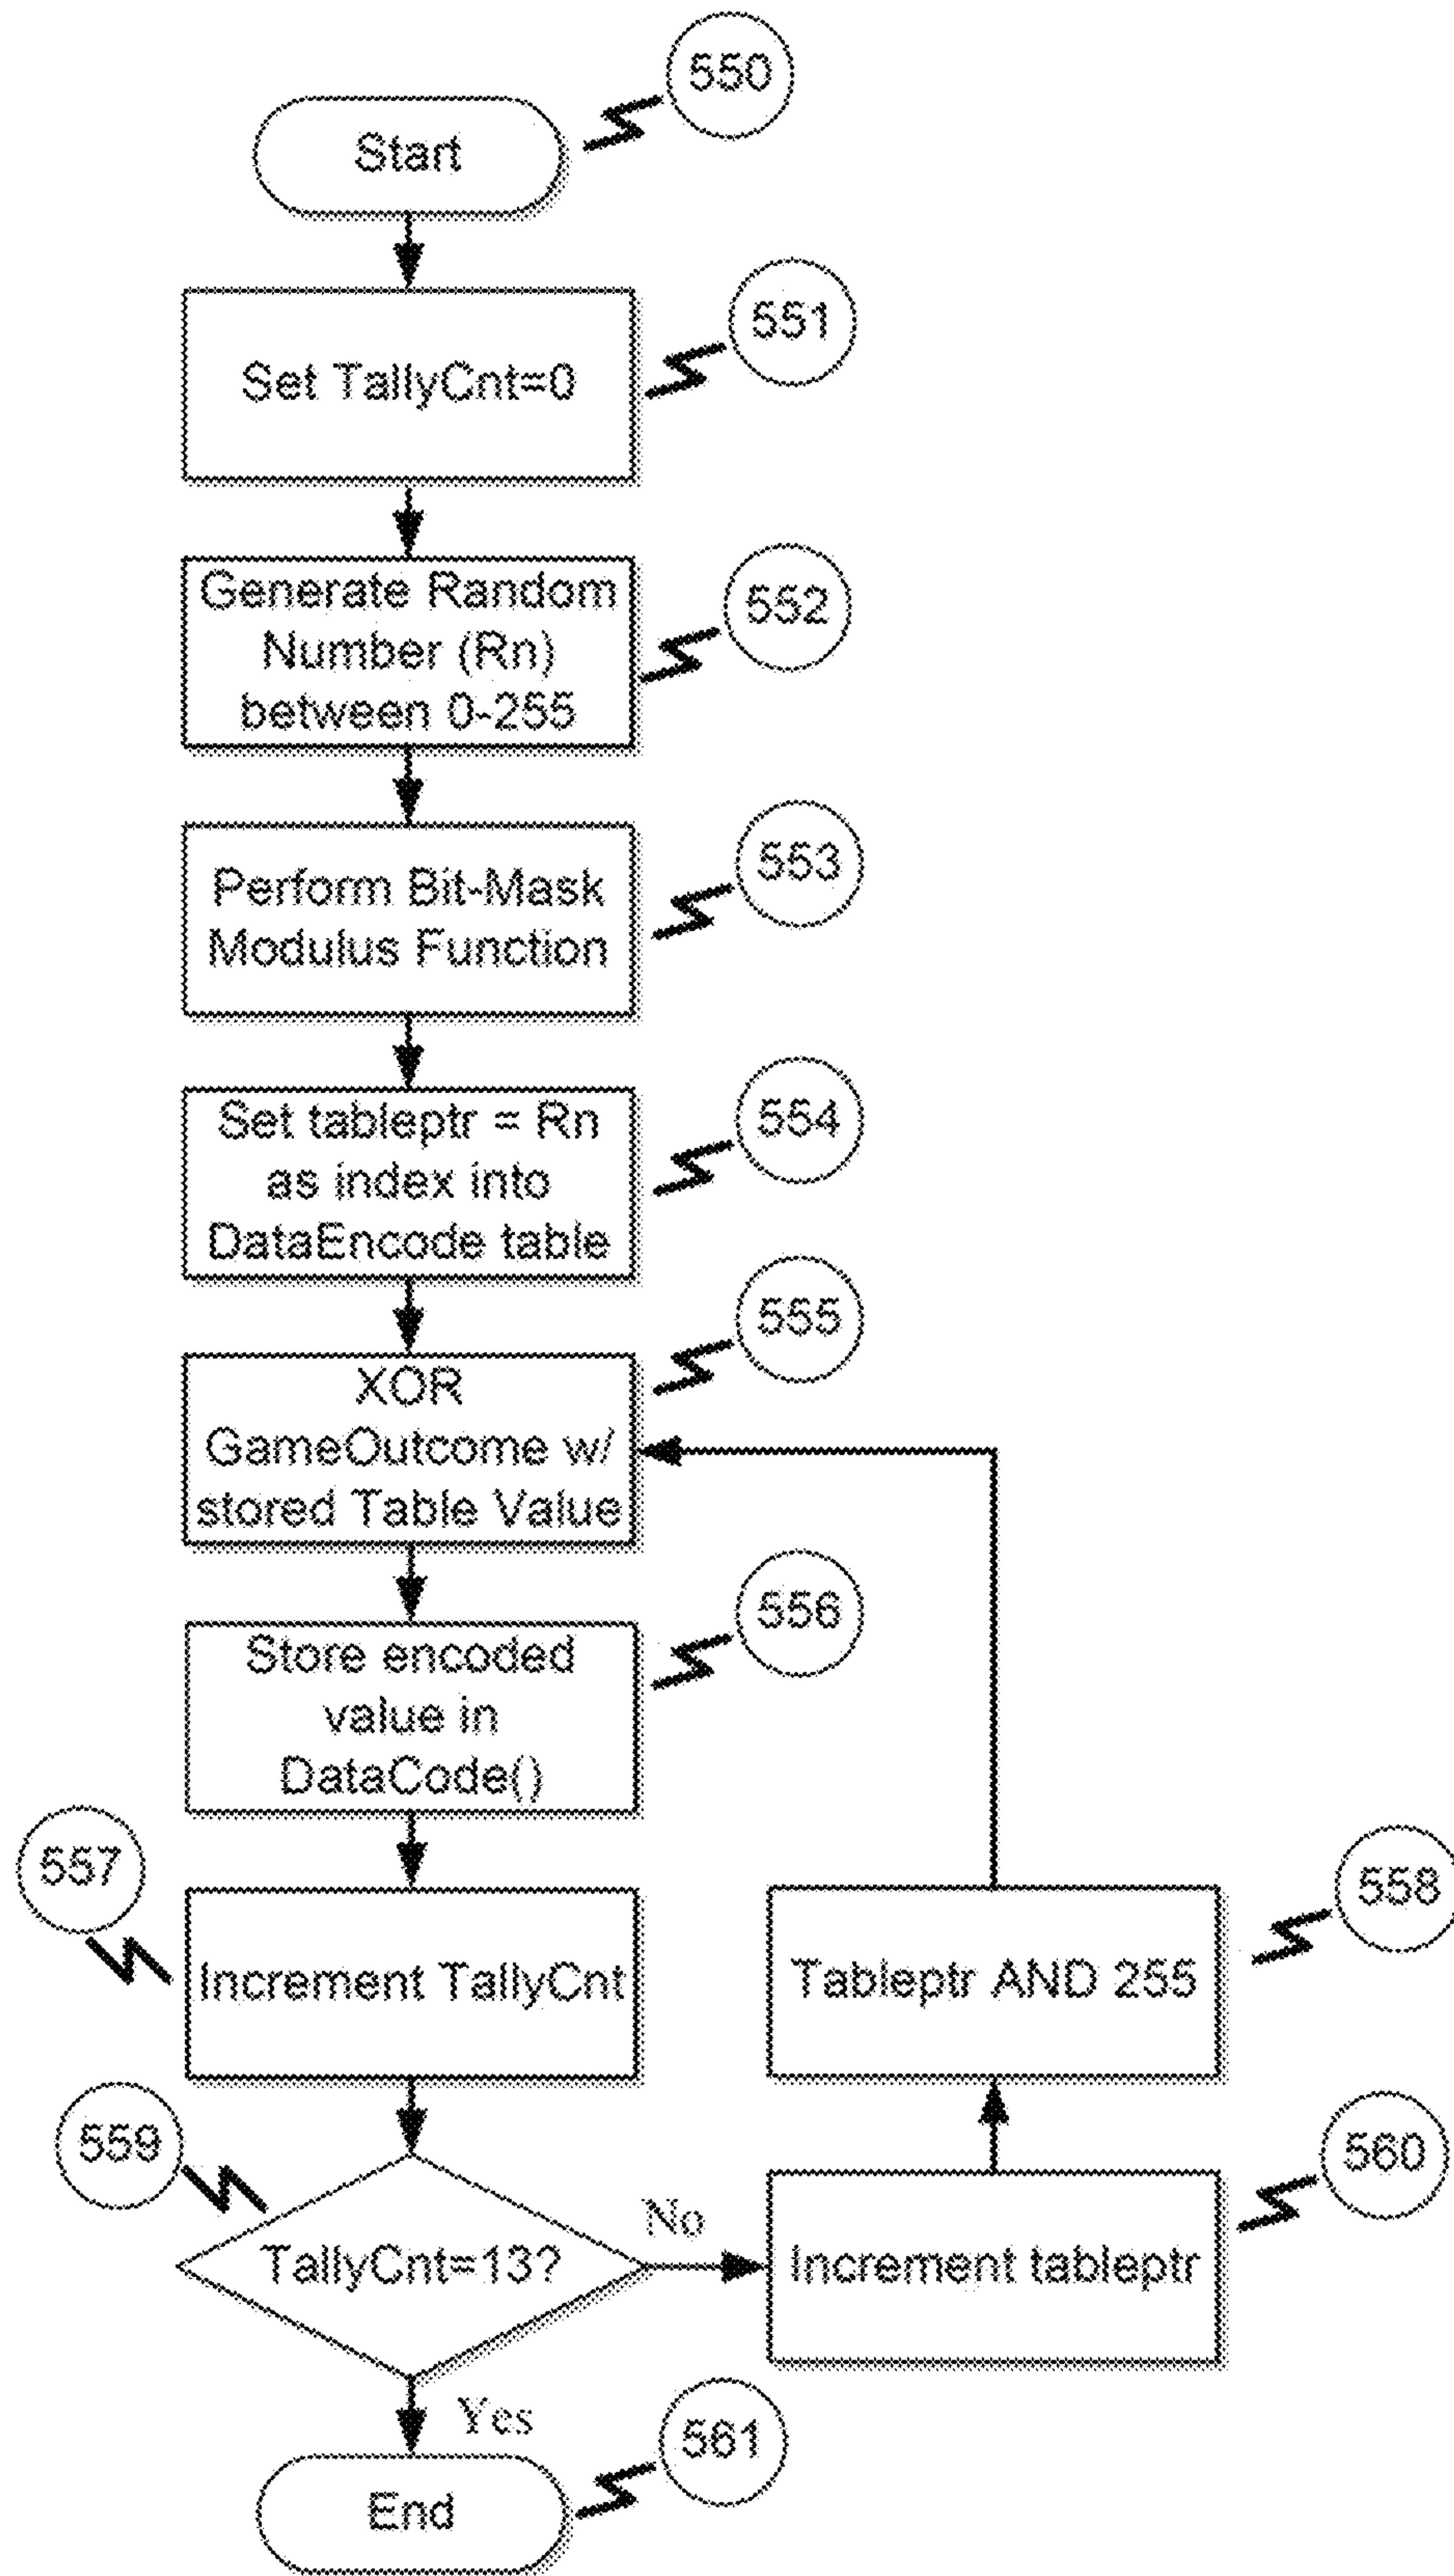 550
Start
551
Set TallyCnt=0
552
Generate Random
Number (Rn)
between 0-255
553
Perform Bit-Mask
Modulus Function
554
Set tableptr = Rn
as index into
DataEncode table
555
XOR
GameOutcome w/
stored Table Value
556
Store encoded
value in
DataCode()
557
Increment TallyCnt
558
Tableptr AND 255
559
TallyCnt=13?
No
560
Increment tableptr
Yes
561
End